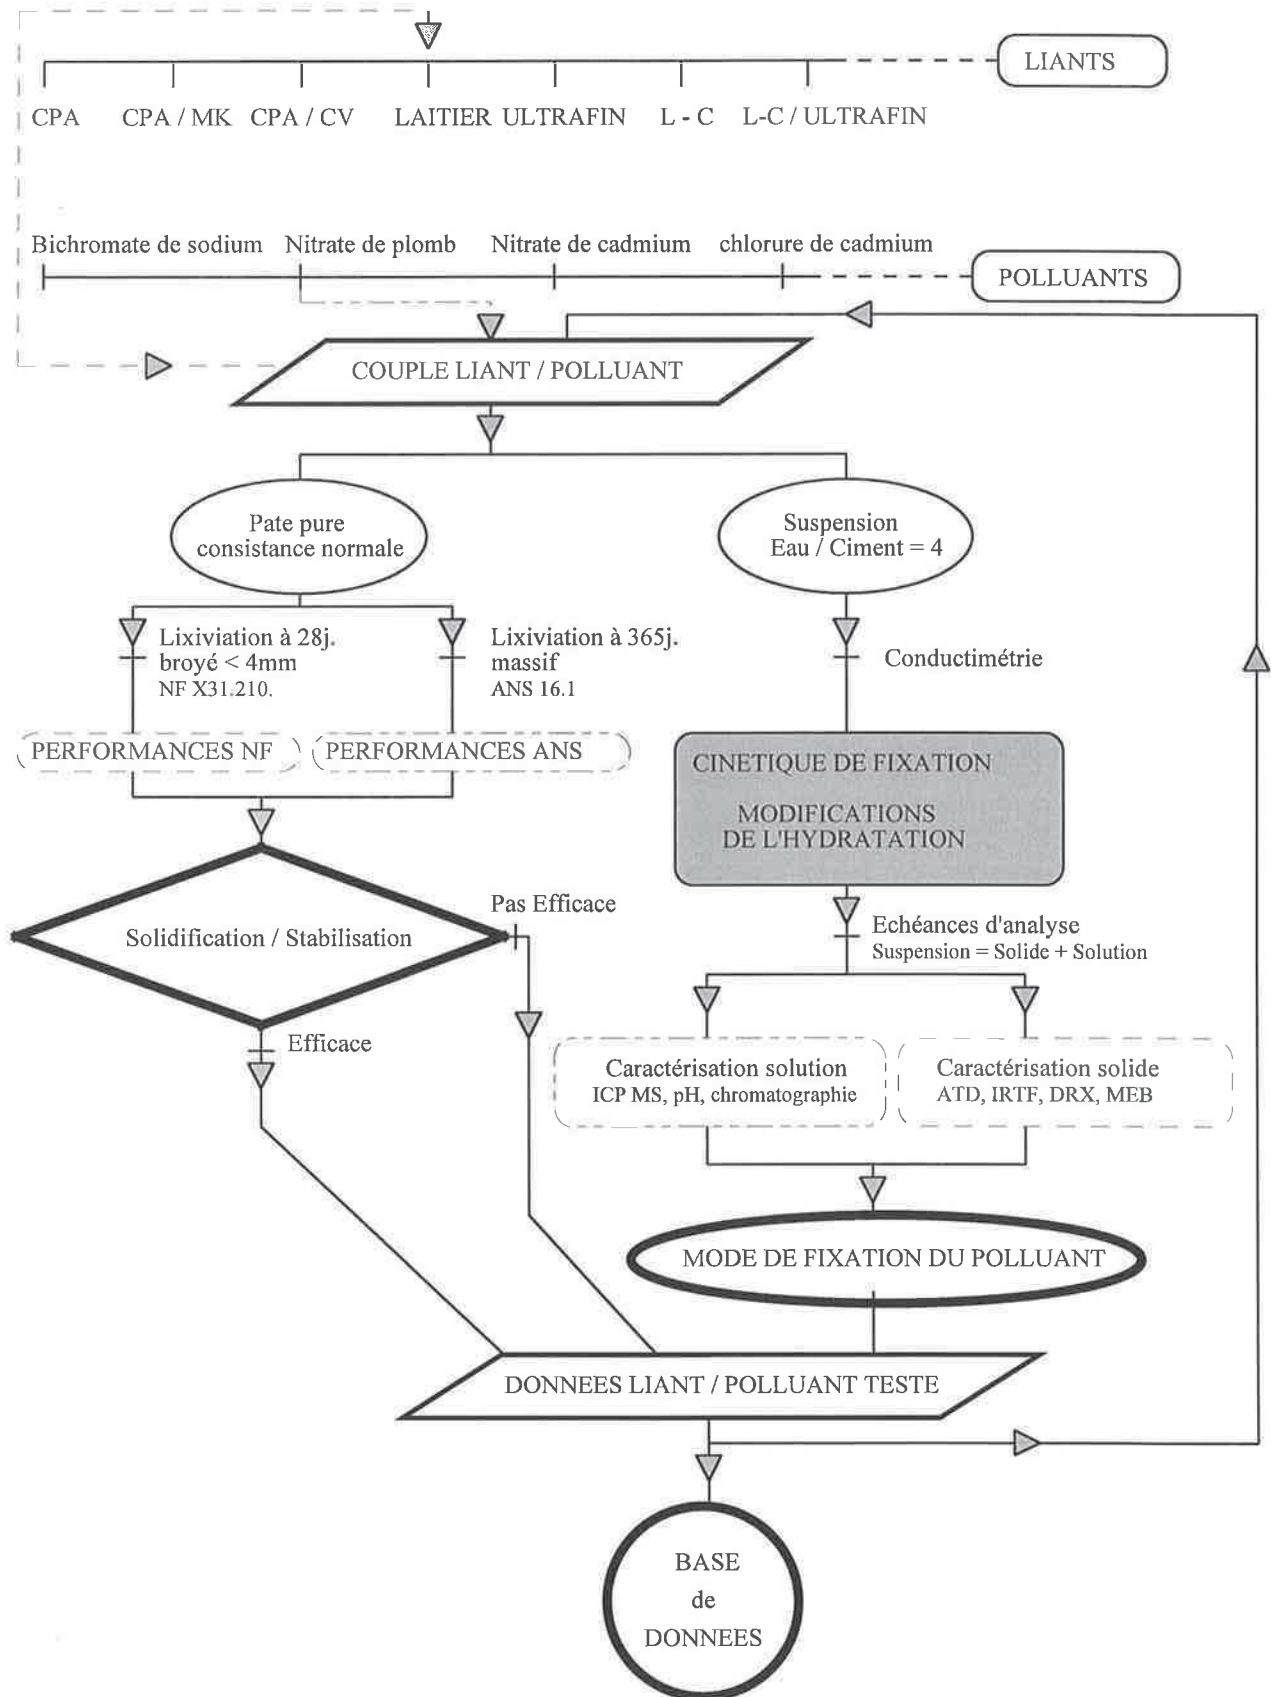 LIANTS
CPA CPA / MK CPA / CV LAITIER ULTRAFIN L - C L-C / ULTRAFIN
Bichromate de sodium Nitrate de plomb Nitrate de cadmium chlorure de cadmium
POLLUANTS
COUPLE LIANT / POLLUANT
Pate pure
consistance normale
Suspension
Eau / Ciment = 4
Lixiviation à 28j.
broyé < 4mm
NF X31.210.
Lixiviation à 365j.
massif
ANS 16.1
Conductimétrie
PERFORMANCES NF
PERFORMANCES ANS
CINETIQUE DE FIXATION
MODIFICATIONS
DE L'HYDRATATION
Pas Efficace
Solidification / Stabilisation
Echéances d'analyse
Suspension = Solide + Solution
Efficace
Caractérisation solution
ICP MS, pH, chromatographie
Caractérisation solide
ATD, IRTF, DRX, MEB
MODE DE FIXATION DU POLLUANT
DONNEES LIANT / POLLUANT TESTE
BASE
de
DONNEES